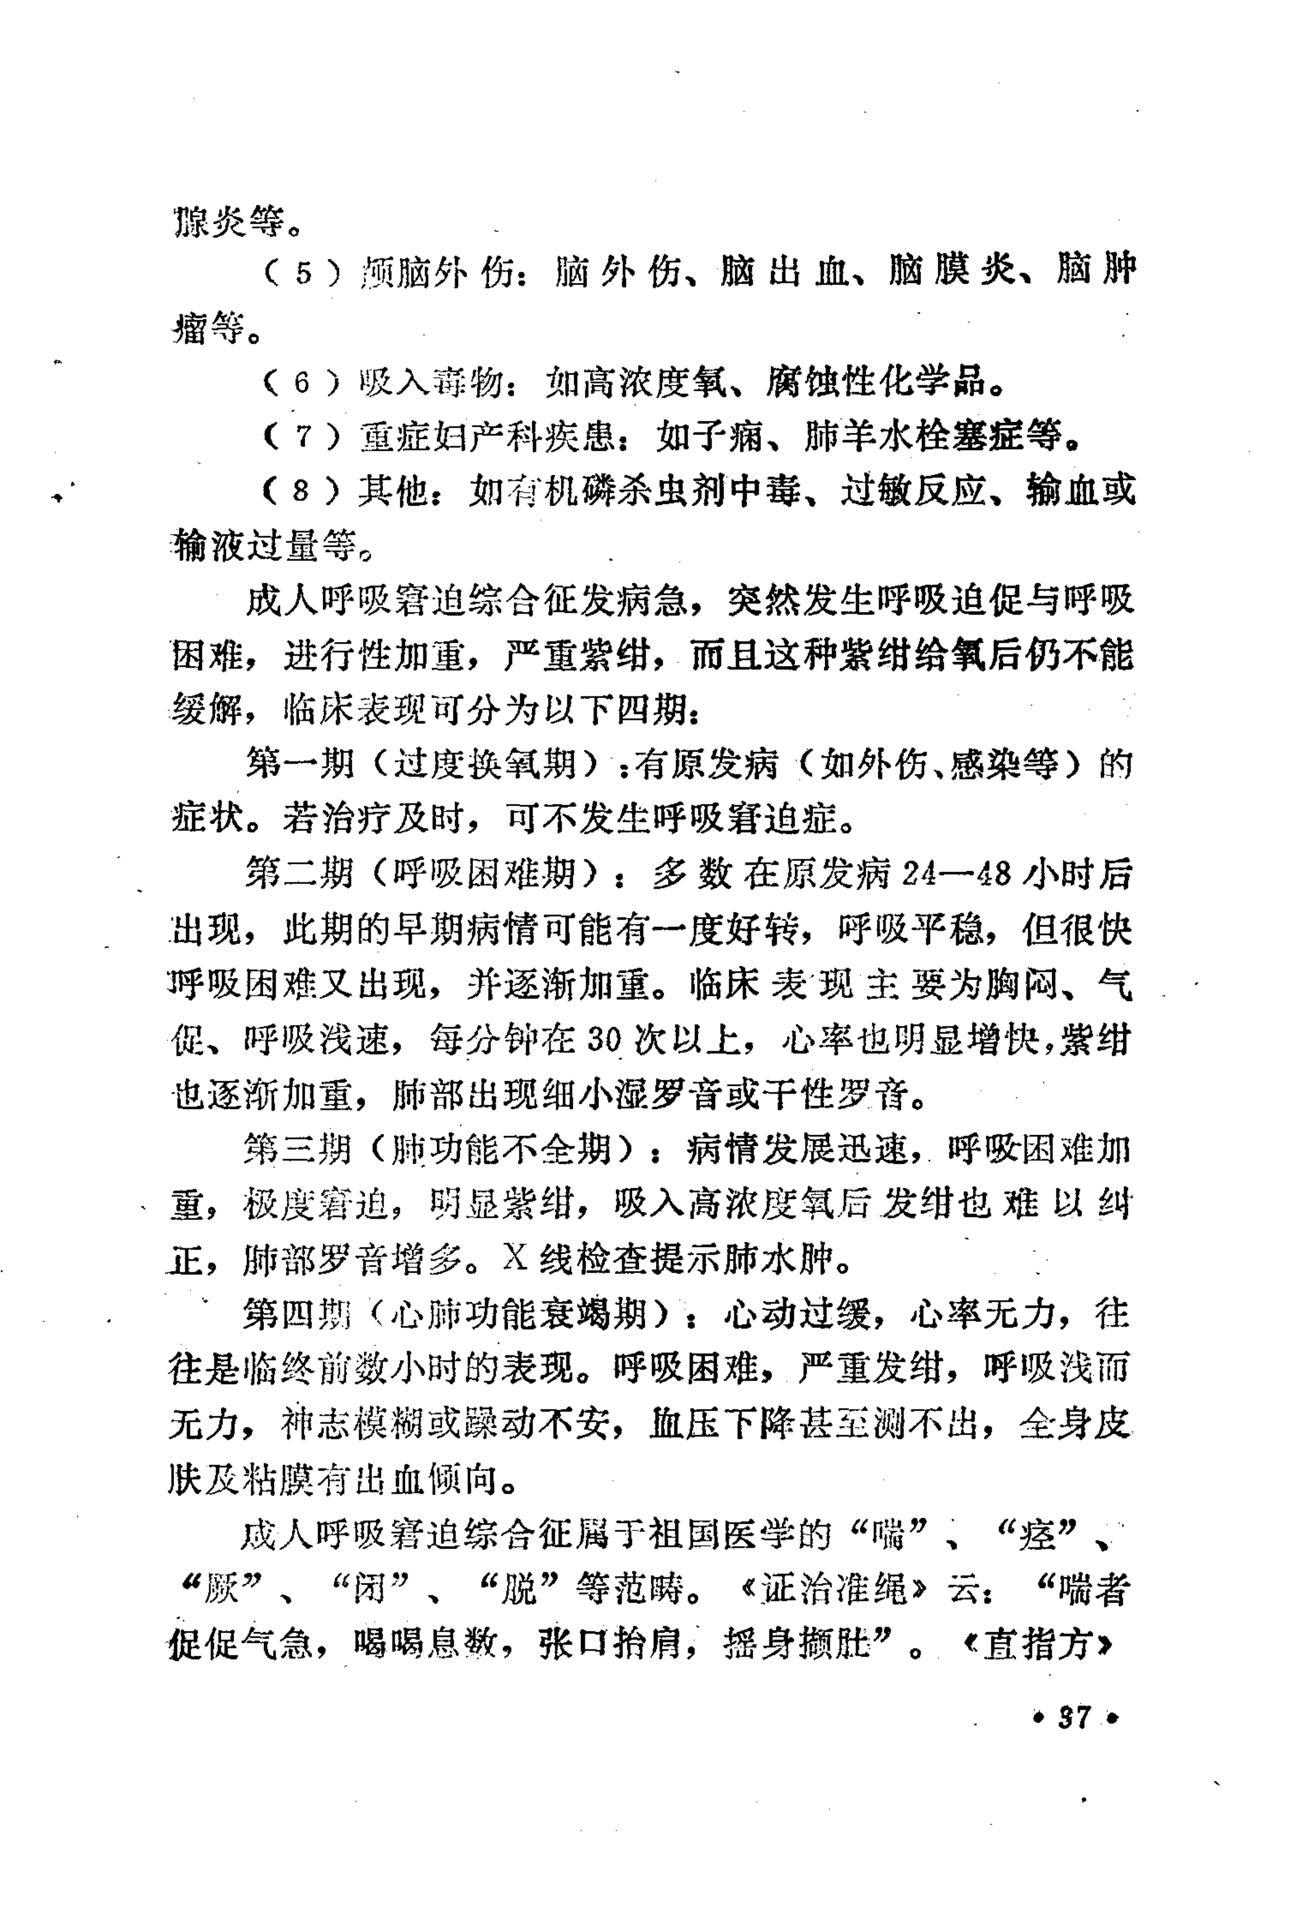 腺炎等。
（5）颅脑外伤：脑外伤、脑出血、脑膜炎、脑肿
瘤等。
（6）吸入毒物：如高浓度氧、腐蚀性化学品。
（7）重症妇产科疾患：如子痫、肺羊水栓塞症等。
（8）其他：如有机磷杀虫剂中毒、过敏反应、输血或
输液过量等。
成人呼吸窘迫综合征发病急，突然发生呼吸迫促与呼吸
困难，进行性加重，严重紫绀，而且这种紫绀给氧后仍不能
缓解，临床表现可分为以下四期：
第一期（过度换氧期）：有原发病（如外伤、感染等）的
症状。若治疗及时，可不发生呼吸窘迫症。
第二期（呼吸困难期）：多数在原发病24—48小时后
出现，此期的早期病情可能有一度好转，呼吸平稳，但很快
呼吸困难又出现，并逐渐加重。临床表现主要为胸闷、气
促、呼吸浅速，每分钟在30次以上，心率也明显增快，紫绀
也逐渐加重，肺部出现细小湿罗音或干性罗音。
第三期（肺功能不全期）：病情发展迅速，呼吸困难加
重，极度窘迫，明显紫绀，吸入高浓度氧后发绀也难以纠
正，肺部罗音增多。X线检查提示肺水肿。
第四期（心肺功能衰竭期）：心动过缓，心率无力，往
往是临终前数小时的表现。呼吸困难，严重发绀，呼吸浅而
无力，神志模糊或躁动不安，血压下降甚至测不出，全身皮
肤及粘膜有出血倾向。
成人呼吸窘迫综合征属于祖国医学的“喘”、“痉”、
“厥”、“闭”、“脱”等范畴。《证治准绳》云：“喘者
促促气急，喝喝息数，张口抬肩，摇身撷肚”。《直指方》
•37•